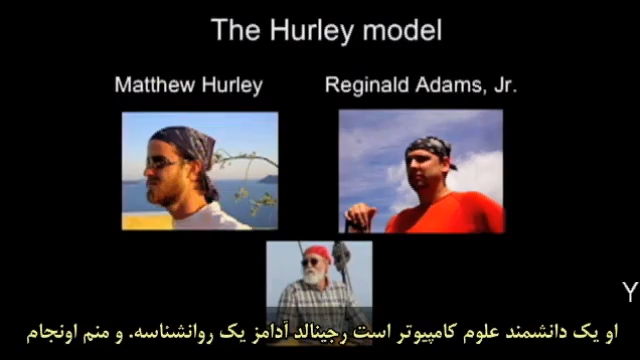 The Hurley model
Matthew Hurley
Reginald Adams, Jr.
Y
او یک دانشمند علوم کامپیوتر است رجینالد آدامز یک روانشناسه. و منم اونجام